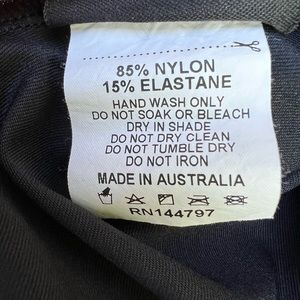 85% NYLON
15% ELASTANE
HAND WASH ONLY
DO NOT SOAK OR BLEACH
DRY IN SHADE
DO NOT DRY CLEAN
DO NOT TUMBLE DRY
DO NOT IRON
MADE IN AUSTRALIA
RN144797